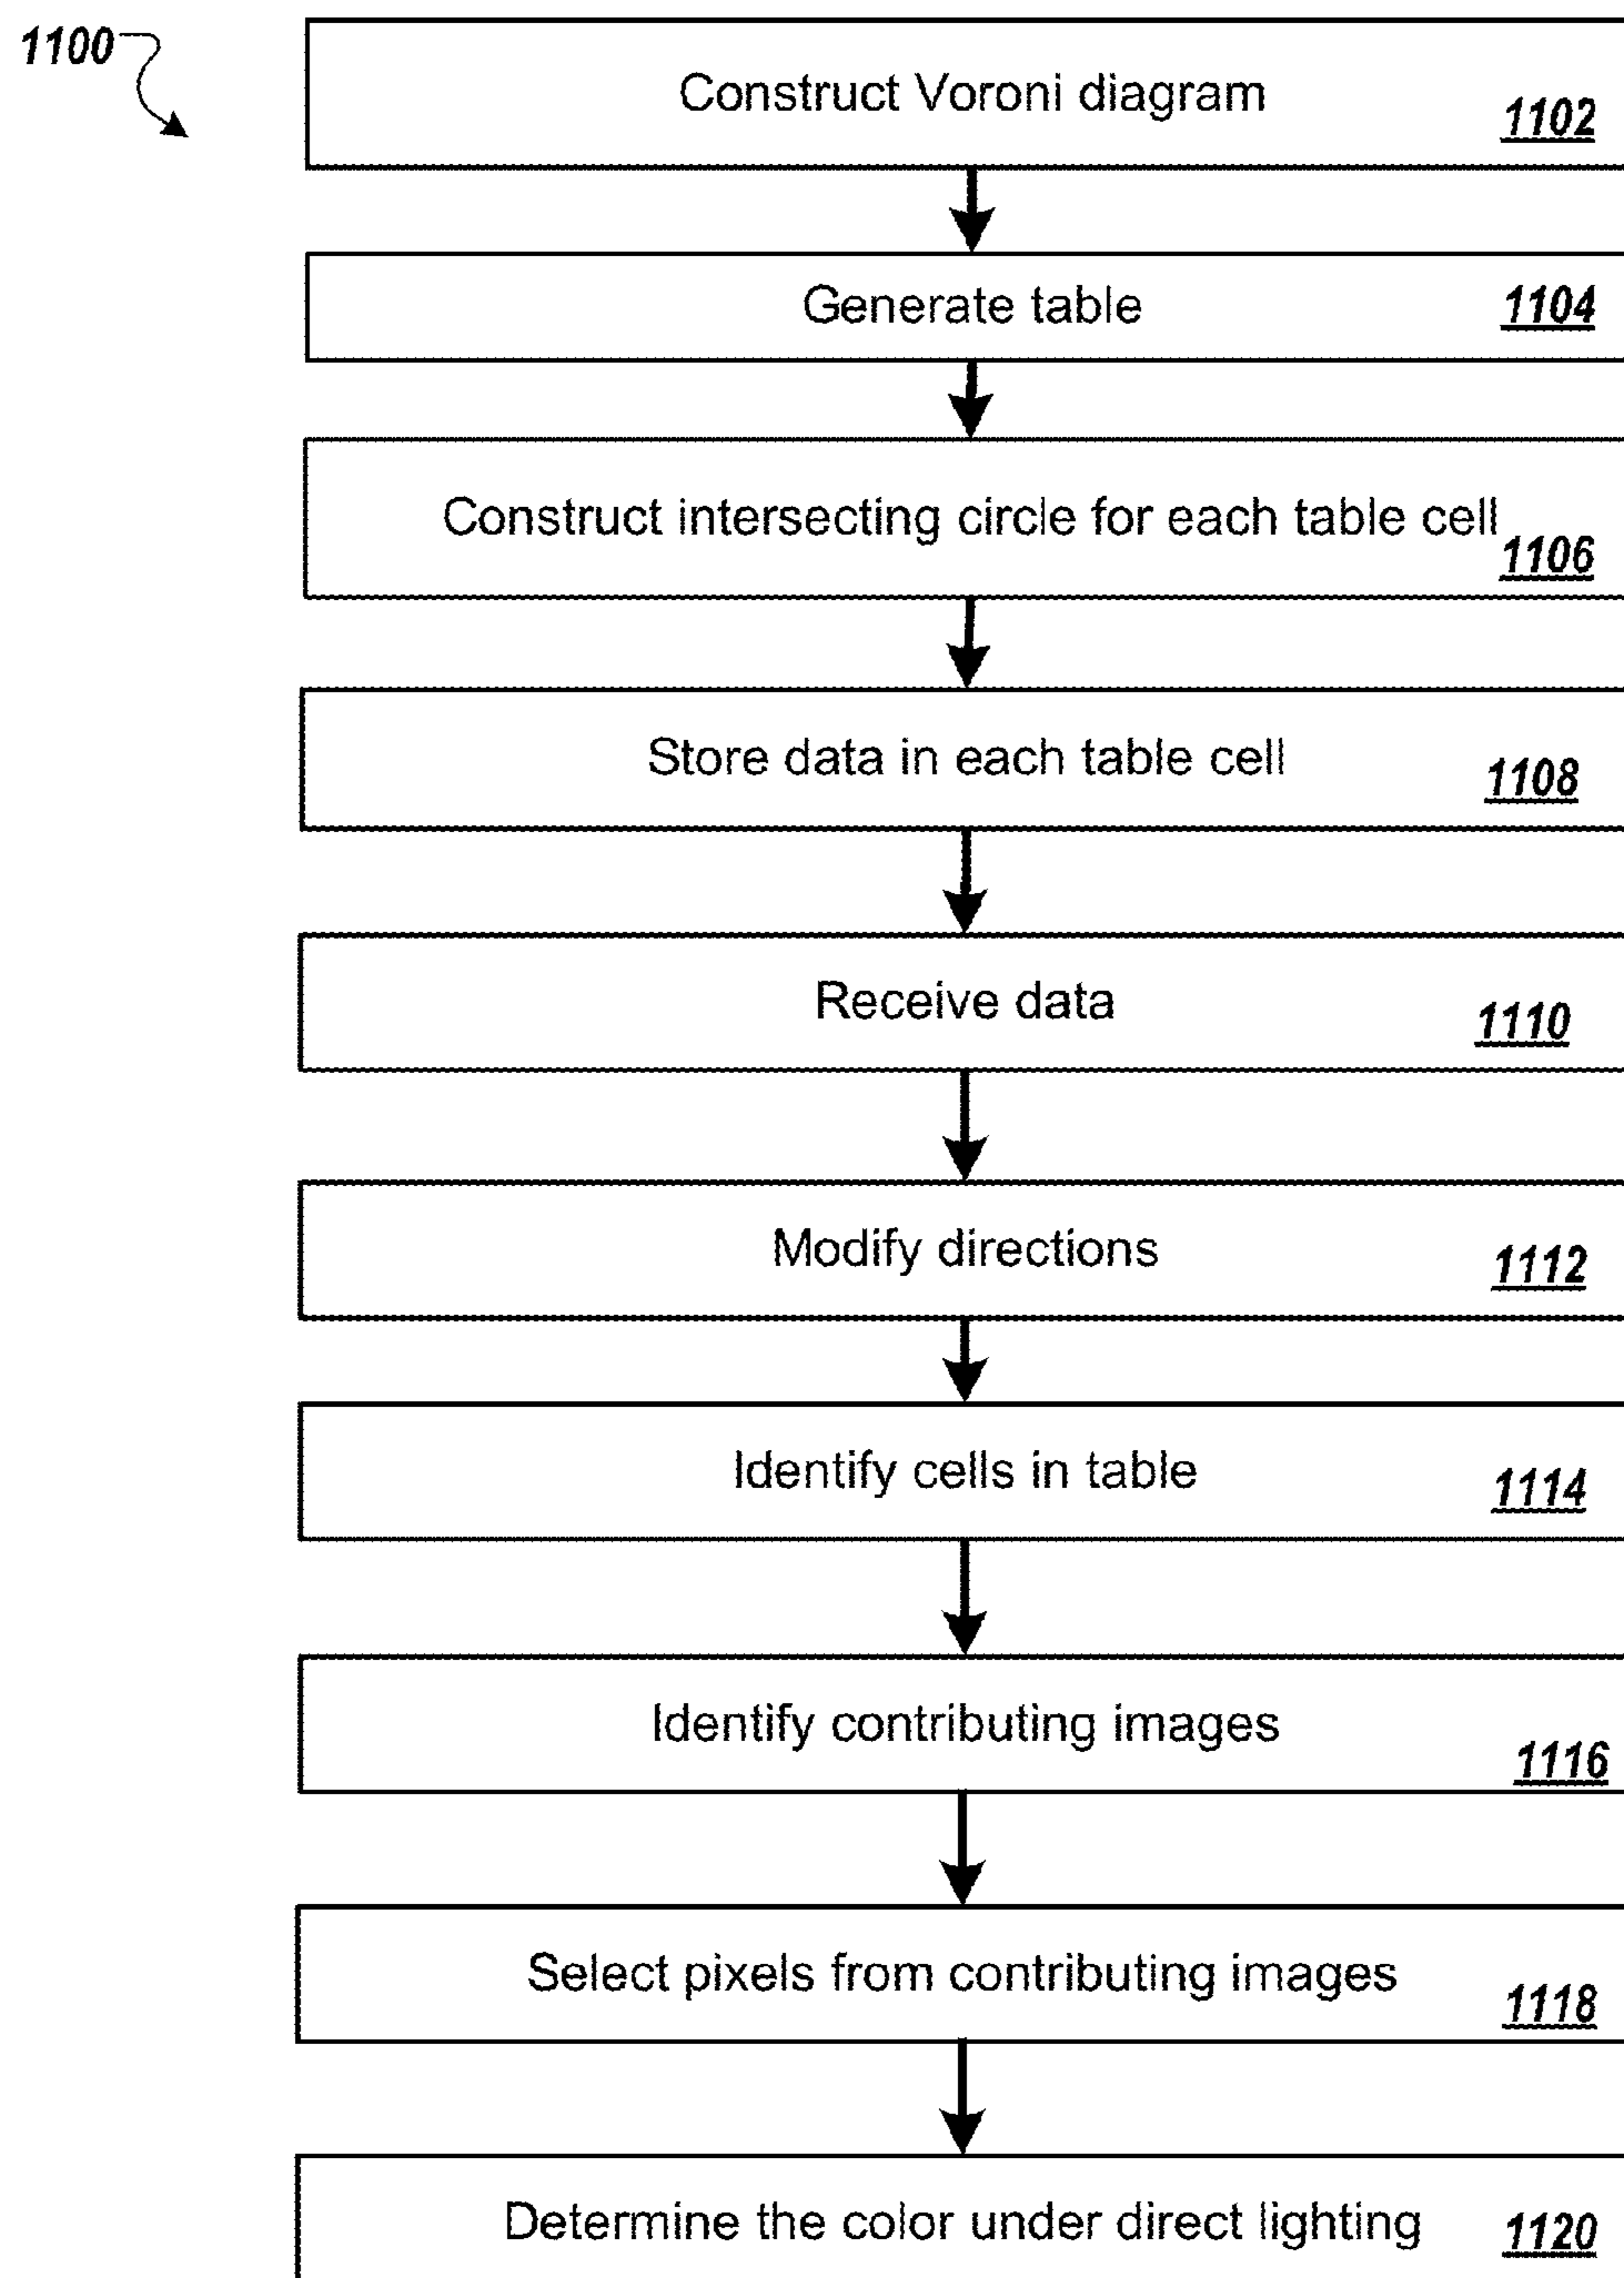 1100
Construct Voroni diagram
1102
Generate table
1104
Construct intersecting circle for each table cell
1106
Store data in each table cell
1108
Receive data
1110
Modify directions
1112
Identify cells in table
1114
Identify contributing images
1116
Select pixels from contributing images
1118
Determine the color under direct lighting
1120